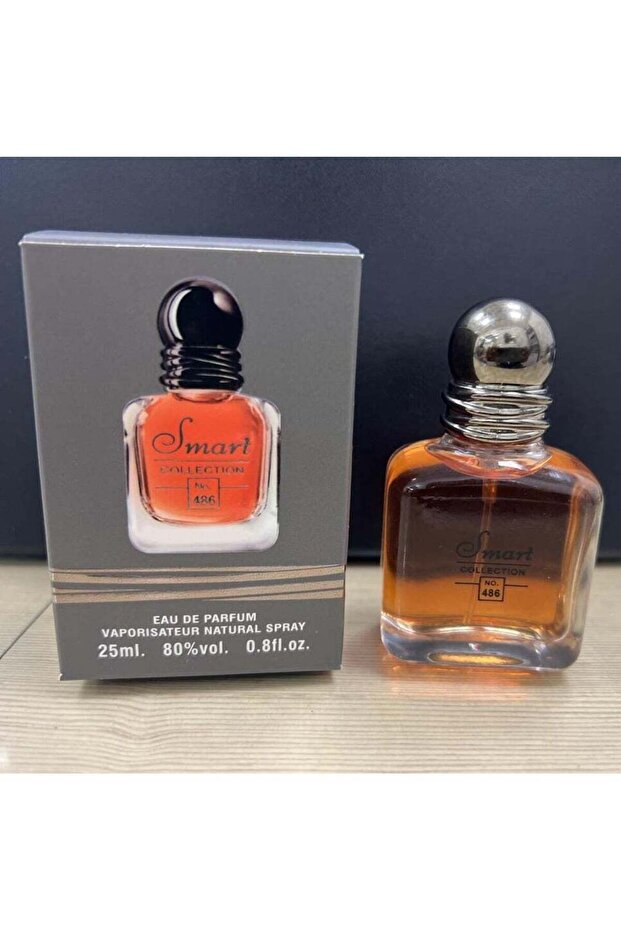 Smart
COLLECTION
No.
486
EAU DE PARFUM
VAPORISATEUR NATURAL SPRAY
25ml. 80%vol. 0.8fl.oz.
Smart
COLLECTION
NO.
486